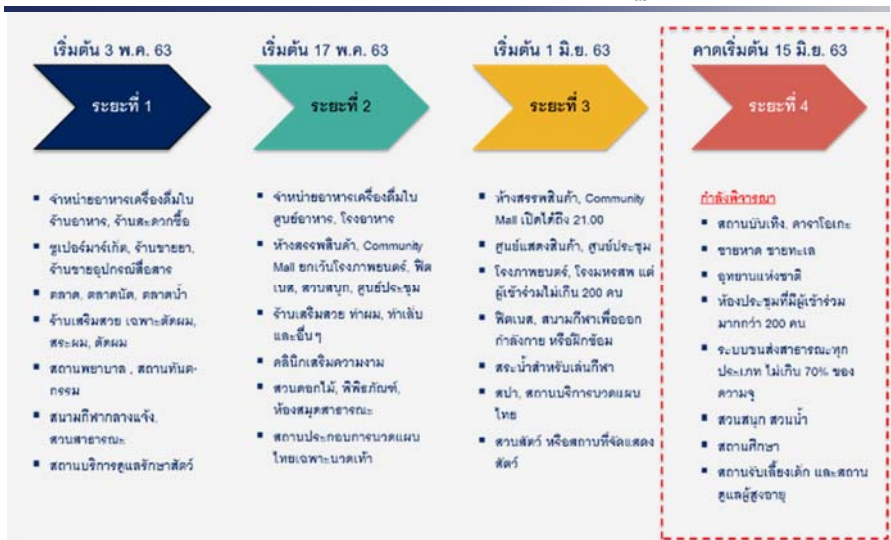 เริ่มต้น 3 พ.ค. 63
ระยะที่ 1
จำหน่ายอาหารเครื่องดื่มใน
ร้านอาหาร, ร้านสะดวกซื้อ
ซูเปอร์มาร์เก็ต, ร้านขายยา,
ร้านขายอุปกรณ์สื่อสาร
ตลาด, ตลาดนัด, ตลาดน้ำ
ร้านเสริมสวย เฉพาะตัดผม,
สระผม, ตัดผม
สถานพยาบาล , สถานทันต-
กรรม
สนามกีฬากลางแจ้ง,
สวนสาธารณะ
สถานบริการดูแลรักษาสัตว์
เริ่มต้น 17 พ.ค. 63
ระยะที่ 2
จำหน่ายอาหารเครื่องดื่มใน
ศูนย์อาหาร, โรงอาหาร
ห้างสรรพสินค้า, Community
Mall ยกเว้นโรงภาพยนตร์, ฟิต
เนส, สวนสนุก, ศูนย์ประชุม
ร้านเสริมสวย ทำผม, ทำเล็บ
และอื่นๆ
คลินิกเสริมความงาม
สวนดอกไม้, พิพิธภัณฑ์,
ห้องสมุดสาธารณะ
สถานประกอบการนวดแผน
ไทยเฉพาะนวดเท้า
เริ่มต้น 1 มิ.ย. 63
ระยะที่ 3
ห้างสรรพสินค้า, Community
Mall เปิดได้ถึง 21.00
ศูนย์แสดงสินค้า, ศูนย์ประชุม
โรงภาพยนตร์, โรงมหรสพ แต่
ผู้เข้าร่วมไม่เกิน 200 คน
ฟิตเนส, สนามกีฬาเพื่อออก
กำลังกาย หรือฝึกซ้อม
สระน้ำสำหรับเล่นกีฬา
สปา, สถานบริการนวดแผน
ไทย
สวนสัตว์ หรือสถานที่จัดแสดง
สัตว์
คาดเริ่มต้น 15 มิ.ย. 63
ระยะที่ 4
กำลังพิจารณา
สถานบันเทิง, คาราโอเกะ
ชายหาด ชายทะเล
อุทยานแห่งชาติ
ห้องประชุมที่มีผู้เข้าร่วม
มากกว่า 200 คน
ระบบขนส่งสาธารณะทุก
ประเภท ไม่เกิน 70% ของ
ความจุ
สวนสนุก สวนน้ำ
สถานศึกษา
สถานรับเลี้ยงเด็ก และสถาน
ดูแลผู้สูงอายุ